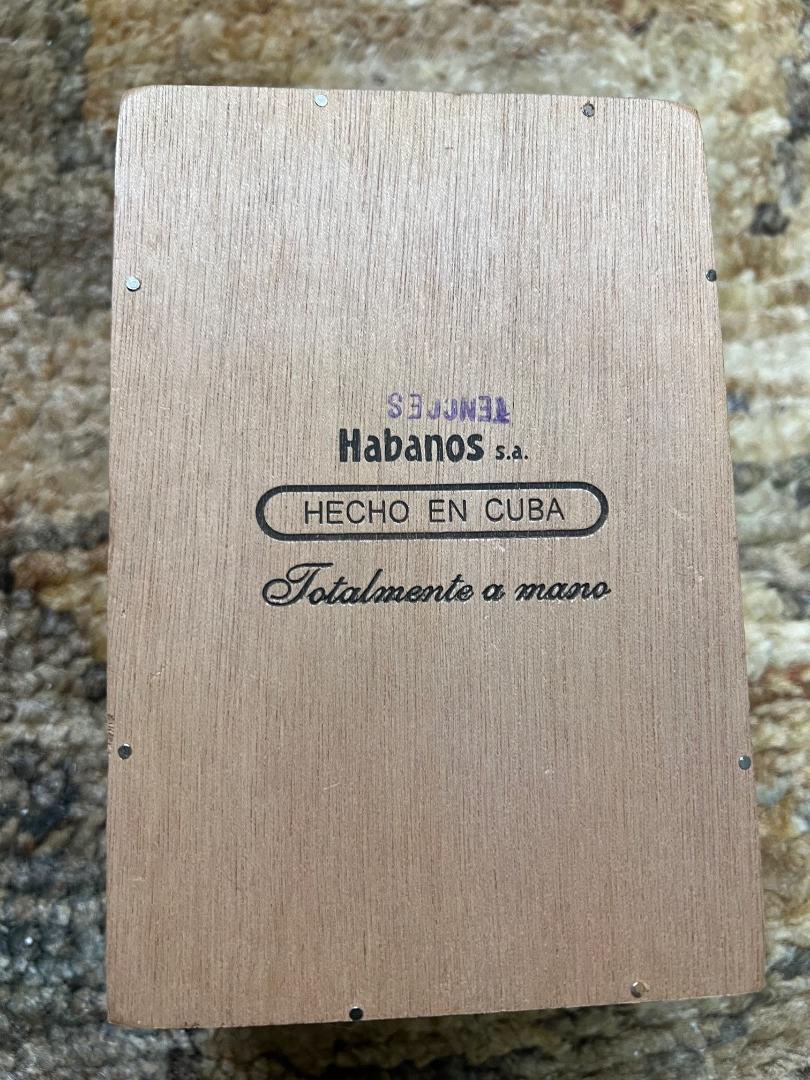 Habanos s.a.
HECHO EN CUBA
Totalmente a mano